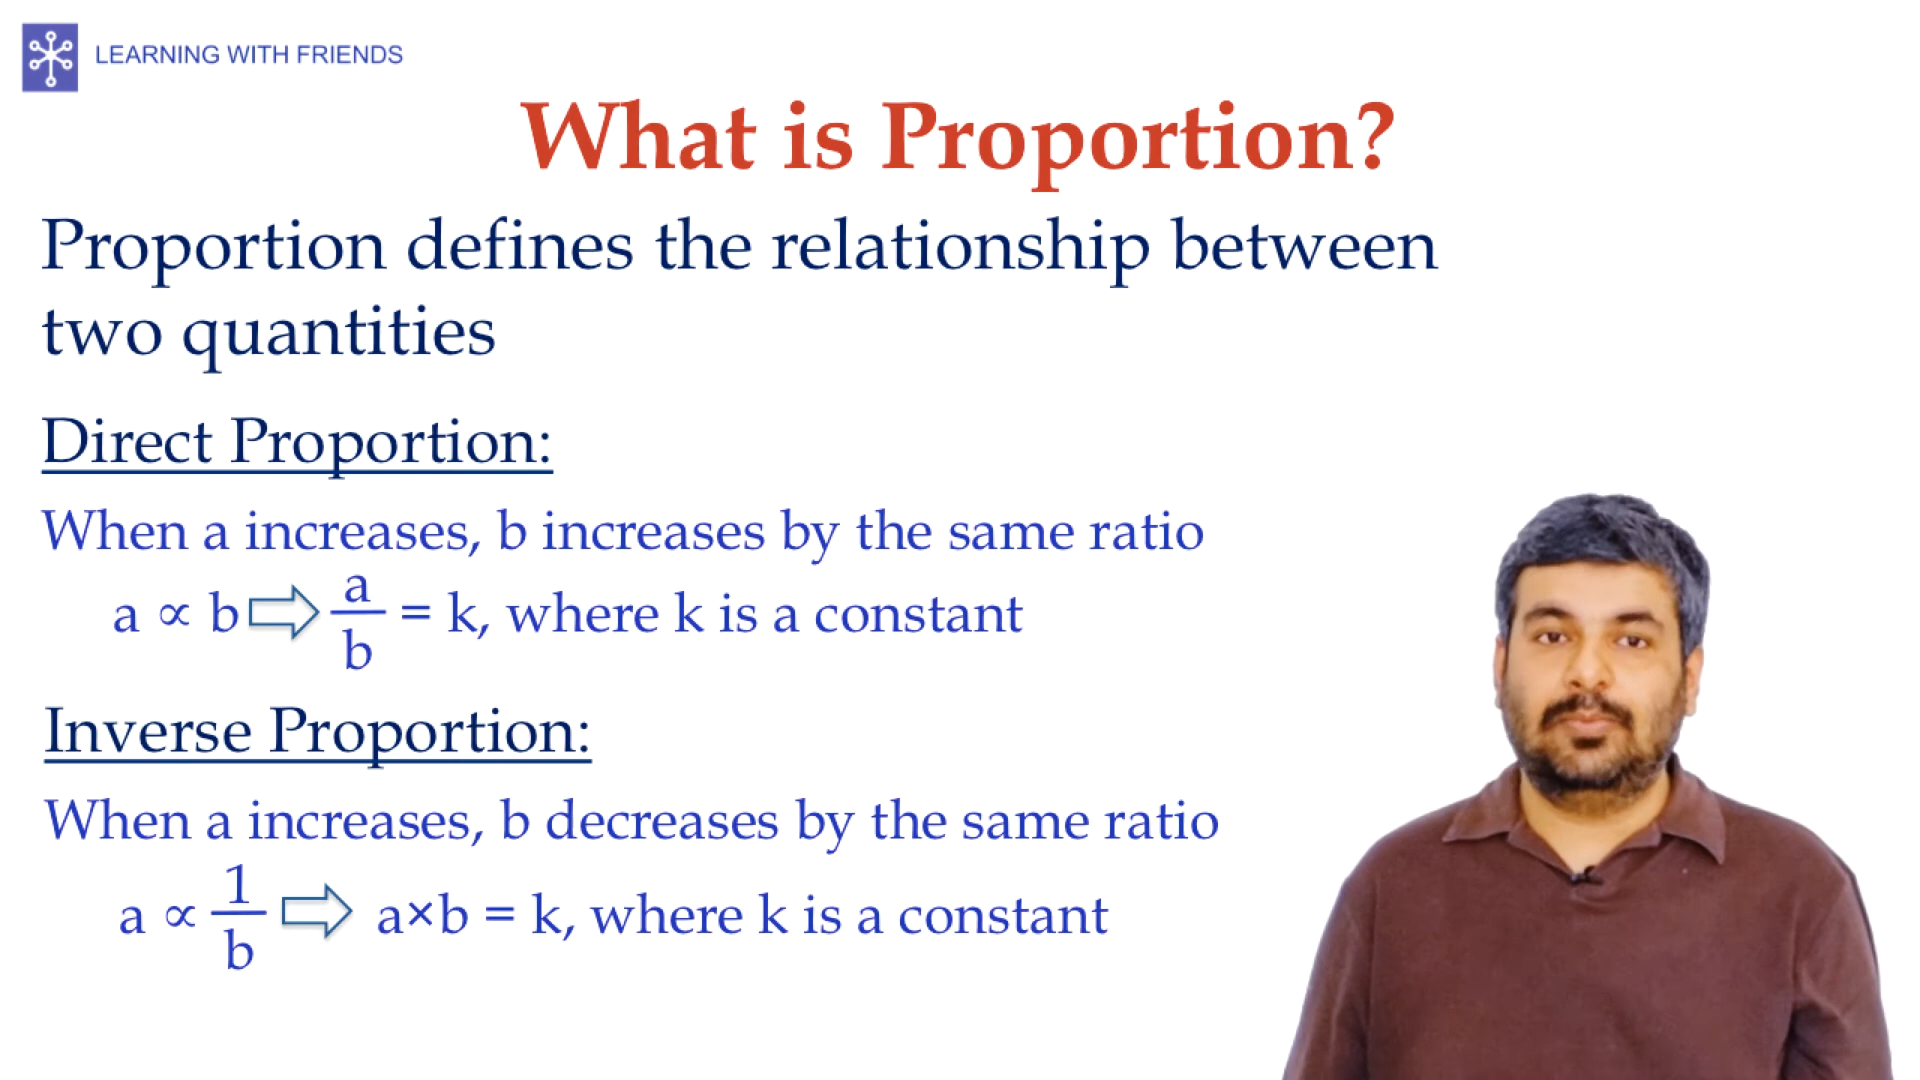 LEARNING WITH FRIENDS
What is Proportion?
Proportion defines the relationship between
two quantities
Direct Proportion:
When a increases, b increases by the same ratio
a ∝ b ⇨ a/b = k, where k is a constant
Inverse Proportion:
When a increases, b decreases by the same ratio
a ∝ 1/b ⇨ a×b = k, where k is a constant